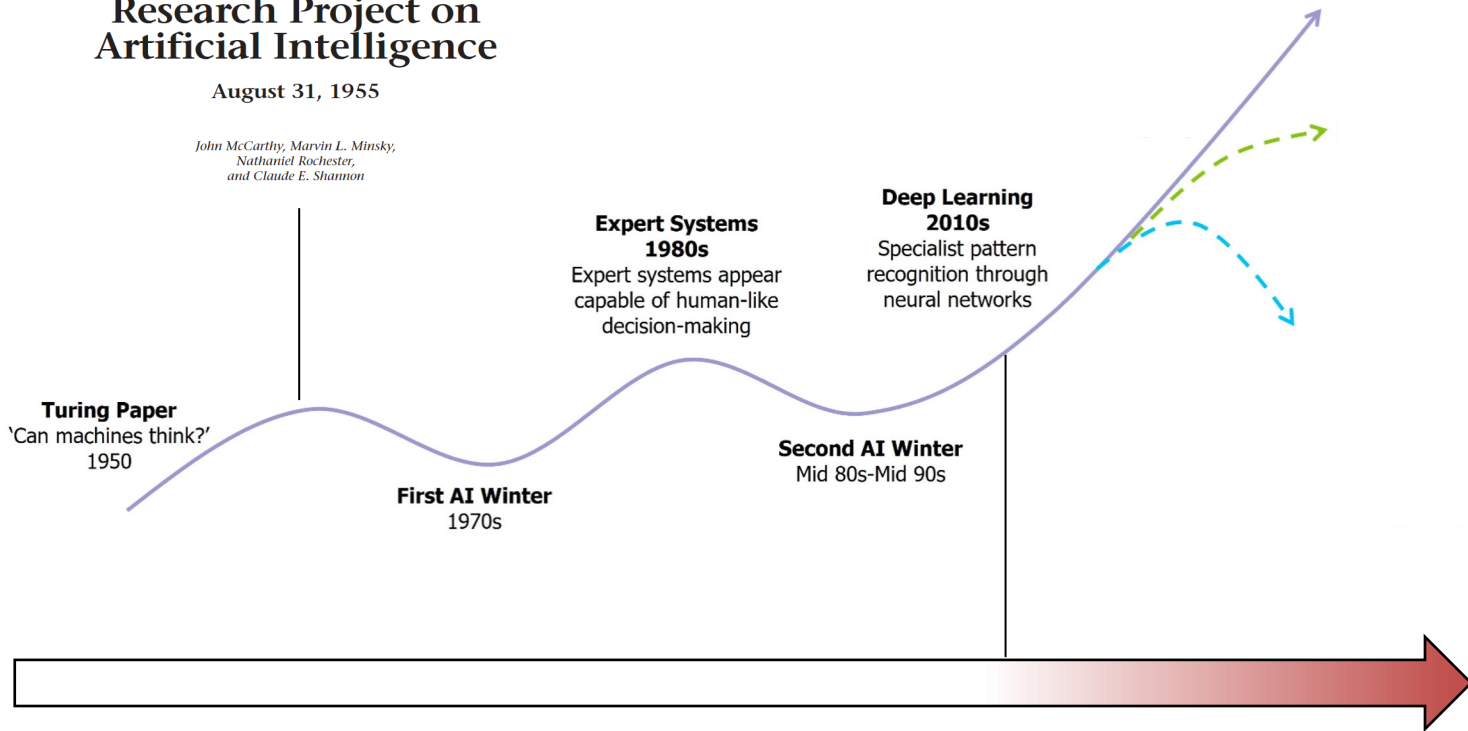 Research Project on
Artificial Intelligence
August 31, 1955
John McCarthy, Marvin L. Minsky,
Nathaniel Rochester,
and Claude E. Shannon
Turing Paper
‘Can machines think?’
1950
First AI Winter
1970s
Expert Systems
1980s
Expert systems appear
capable of human-like
decision-making
Second AI Winter
Mid 80s-Mid 90s
Deep Learning
2010s
Specialist pattern
recognition through
neural networks